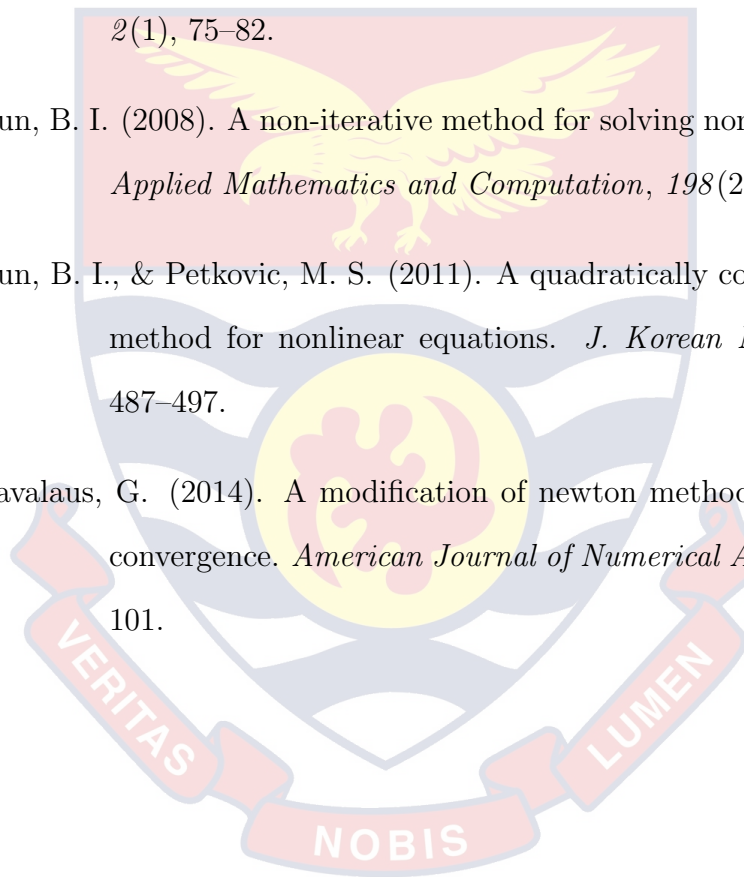 2(1), 75–82.
un, B. I. (2008). A non-iterative method for solving non
Applied Mathematics and Computation, 198(2
un, B. I., & Petkovic, M. S. (2011). A quadratically co
method for nonlinear equations. J. Korean
487–497.
avalaus, G. (2014). A modification of newton method
convergence. American Journal of Numerical A
101.
VERITAS
NOBIS
LUMEN